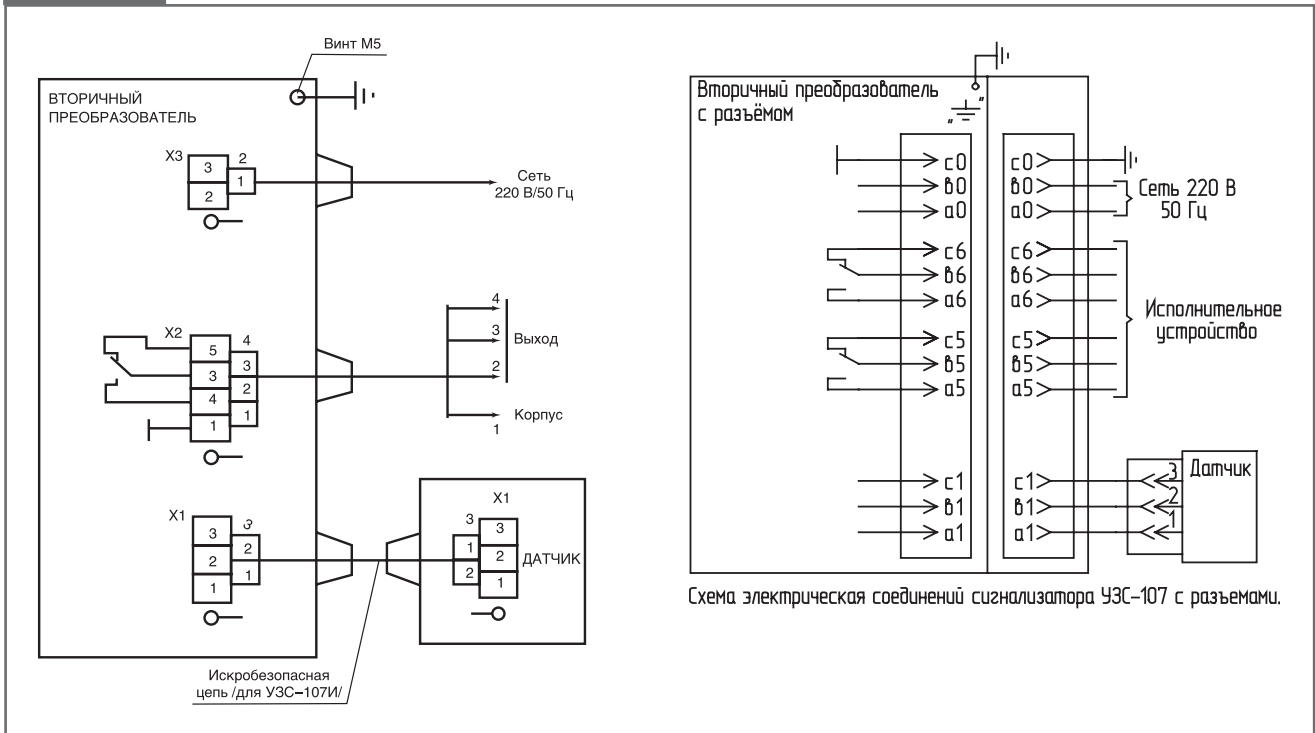 Винт М5
ВТОРИЧНЫЙ
ПРЕОБРАЗОВАТЕЛЬ
X3
3
2
2
1
Сеть
220 В/50 Гц
X2
5
3
4
1
4
3
2
1
4
3
2
1
Выход
Корпус
X1
3
2
1
3
2
1
X1
3
1
2
3
2
1
ДАТЧИК
Искробезопасная
цепь /для УЗС–107И/
Вторичный преобразователь
с разъёмом
" "
с0
в0
а0
с6
в6
а6
с5
в5
а5
с1
в1
а1
с0
в0
а0
с6
в6
а6
с5
в5
а5
с1
в1
а1
Сеть 220 В
50 Гц
Исполнительное
устройство
3
2
1
Датчик
Схема электрическая соединений сигнализатора УЗС–107 с разъемами.